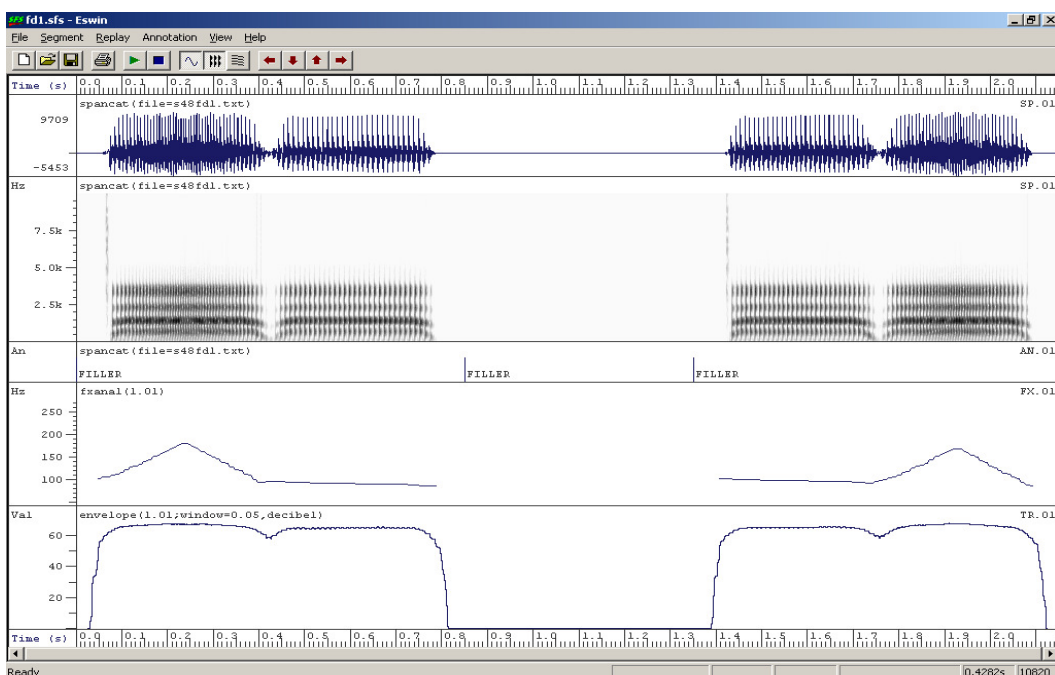 SFS fd1.sfs - Eswin
File Segment Replay Annotation View Help
Time (s) 0.0 0.1 0.2 0.3 0.4 0.5 0.6 0.7 0.8 0.9 1.0 1.1 1.2 1.3 1.4 1.5 1.6 1.7 1.8 1.9 2.0
spancat(file=s48fd1.txt) SP.01
9709
-5453
Hz spancat(file=s48fd1.txt) SP.01
7.5k
5.0k
2.5k
An spancat(file=s48fd1.txt) AN.01
FILLER FILLER FILLER
Hz fxanal(1.01) FX.01
250
200
150
100
Val envelope(1.01;window=0.05,decibel) TR.01
60
40
20
Time (s) 0.0 0.1 0.2 0.3 0.4 0.5 0.6 0.7 0.8 0.9 1.0 1.1 1.2 1.3 1.4 1.5 1.6 1.7 1.8 1.9 2.0
Ready 0.4282s 10820